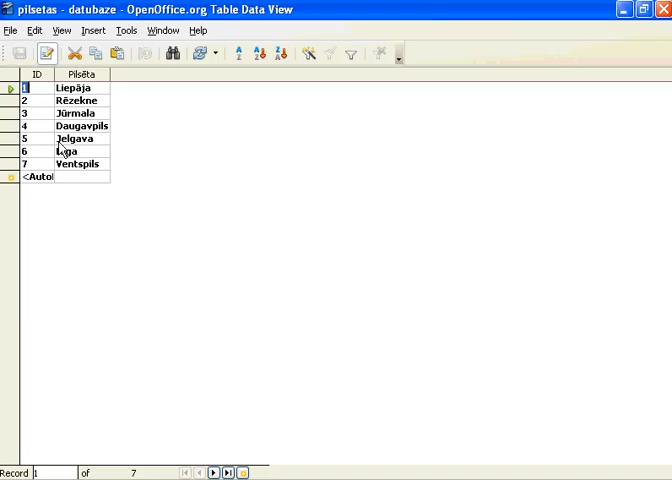 pilsetas - datubaze - OpenOffice.org Table Data View
File Edit View Insert Tools Window Help
ID Pilsēta
1 Liepāja
2 Rēzekne
3 Jūrmala
4 Daugavpils
5 Jelgava
6
7 Ventspils
Record 1 of 7